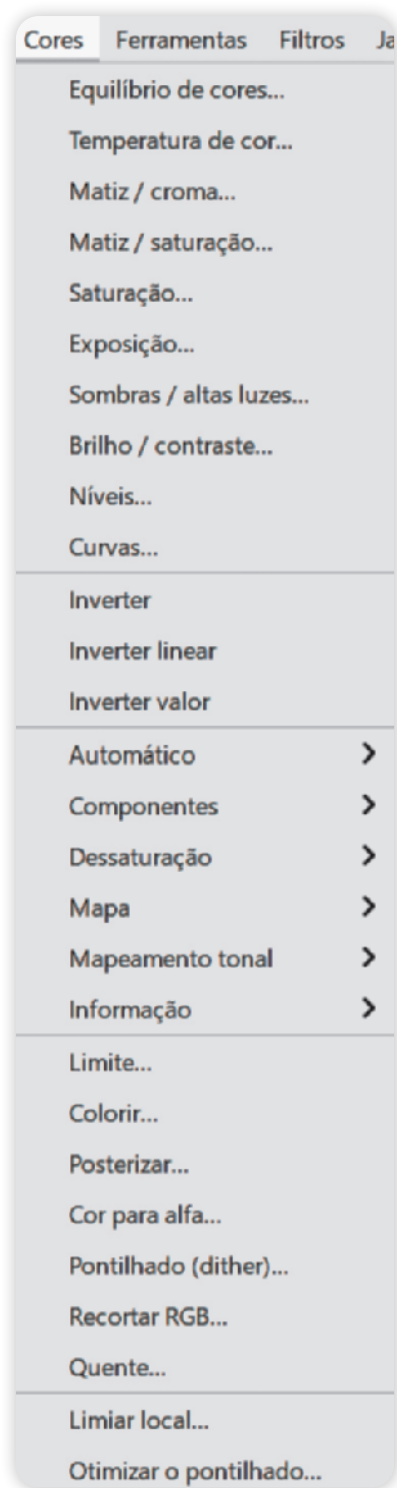 Cores Ferramentas Filtros Ja
Equilíbrio de cores...
Temperatura de cor...
Matiz / croma...
Matiz / saturação...
Saturação...
Exposição...
Sombras / altas luzes...
Brilho / contraste...
Níveis...
Curvas...
Inverter
Inverter linear
Inverter valor
Automático
Componentes
Dessaturação
Mapa
Mapeamento tonal
Informação
Limite...
Colorir...
Posterizar...
Cor para alfa...
Pontilhado (dither)...
Recortar RGB...
Quente...
Limiar local...
Otimizar o pontilhado...